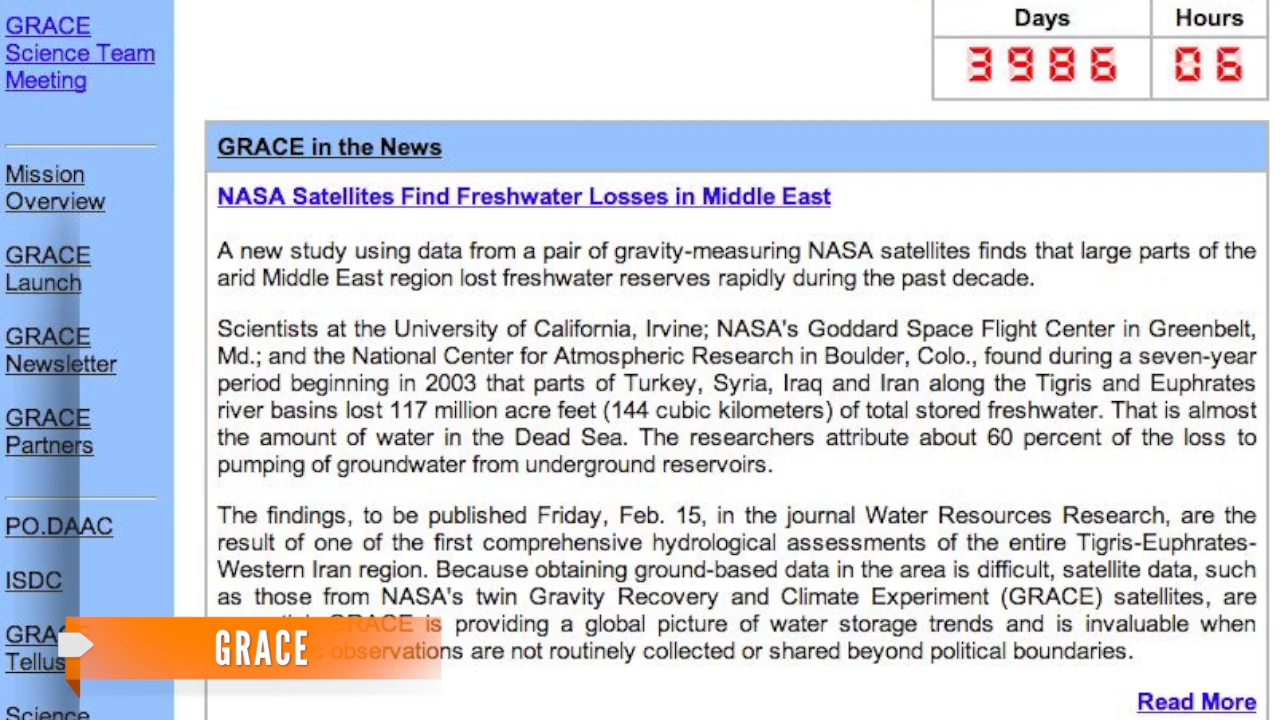 GRACE
Science Team
Meeting
Mission
Overview
GRACE
Launch
GRACE
Newsletter
GRACE
Partners
PO.DAAC
ISDC
GRA
Tellus
Science
Days Hours
3986 06
GRACE in the News
NASA Satellites Find Freshwater Losses in Middle East
A new study using data from a pair of gravity-measuring NASA satellites finds that large parts of the
arid Middle East region lost freshwater reserves rapidly during the past decade.
Scientists at the University of California, Irvine; NASA's Goddard Space Flight Center in Greenbelt,
Md.; and the National Center for Atmospheric Research in Boulder, Colo., found during a seven-year
period beginning in 2003 that parts of Turkey, Syria, Iraq and Iran along the Tigris and Euphrates
river basins lost 117 million acre feet (144 cubic kilometers) of total stored freshwater. That is almost
the amount of water in the Dead Sea. The researchers attribute about 60 percent of the loss to
pumping of groundwater from underground reservoirs.
The findings, to be published Friday, Feb. 15, in the journal Water Resources Research, are the
result of one of the first comprehensive hydrological assessments of the entire Tigris-Euphrates-
Western Iran region. Because obtaining ground-based data in the area is difficult, satellite data, such
as those from NASA's twin Gravity Recovery and Climate Experiment (GRACE) satellites, are
GRACE is providing a global picture of water storage trends and is invaluable when
observations are not routinely collected or shared beyond political boundaries.
Read More
GRACE